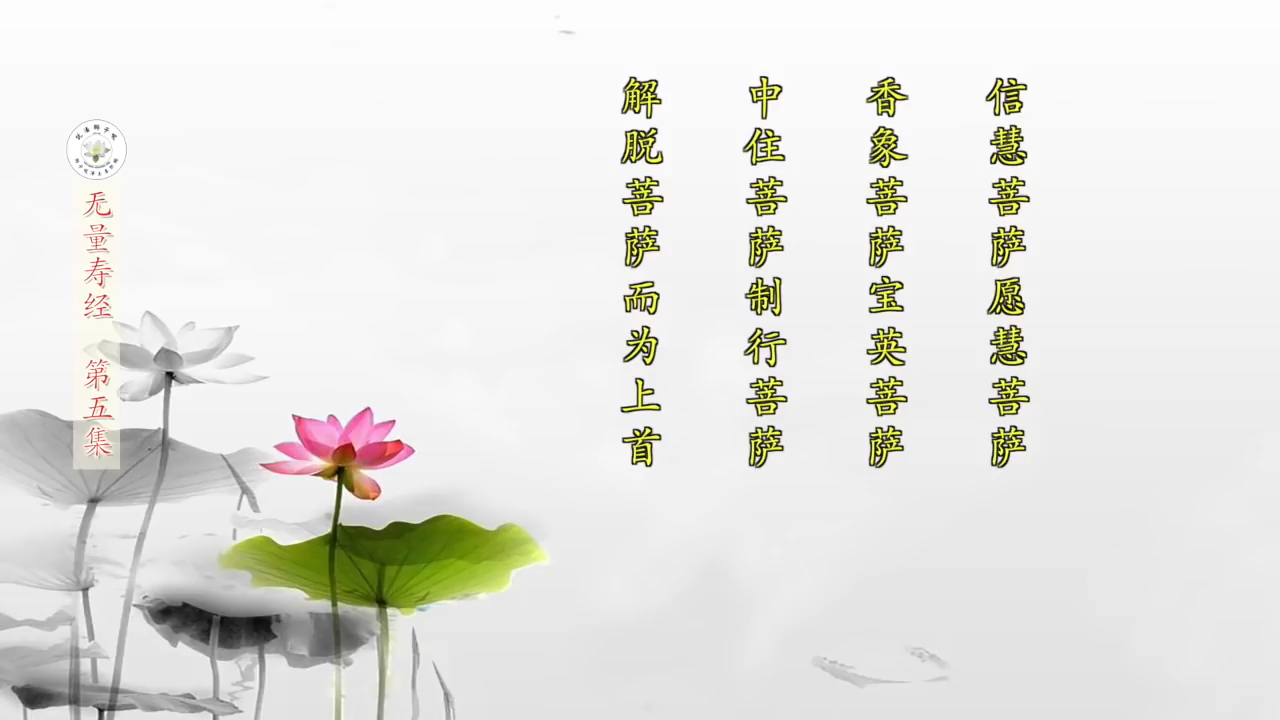 信慧菩萨愿慧菩萨
香象菩萨宝英菩萨
中住菩萨制行菩萨
解脱菩萨而为上首
无量寿经 第五集